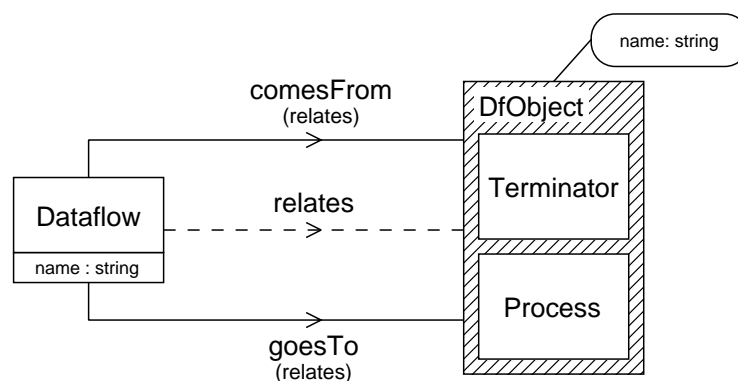 name: string
comesFrom
(relates)
DfObject
Terminator
Dataflow
relates
name : string
Process
goesTo
(relates)